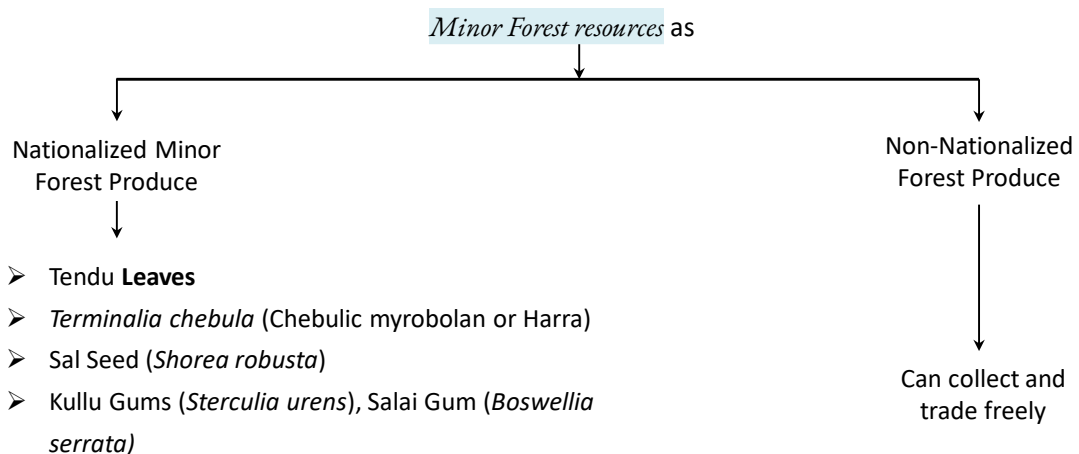 Minor Forest resources as
Nationalized Minor
Forest Produce
Non-Nationalized
Forest Produce
➢ Tendu Leaves
➢ Terminalia chebula (Chebulic myrobolan or Harra)
➢ Sal Seed (Shorea robusta)
➢ Kullu Gums (Sterculia urens), Salai Gum (Boswellia
serrata)
Can collect and
trade freely